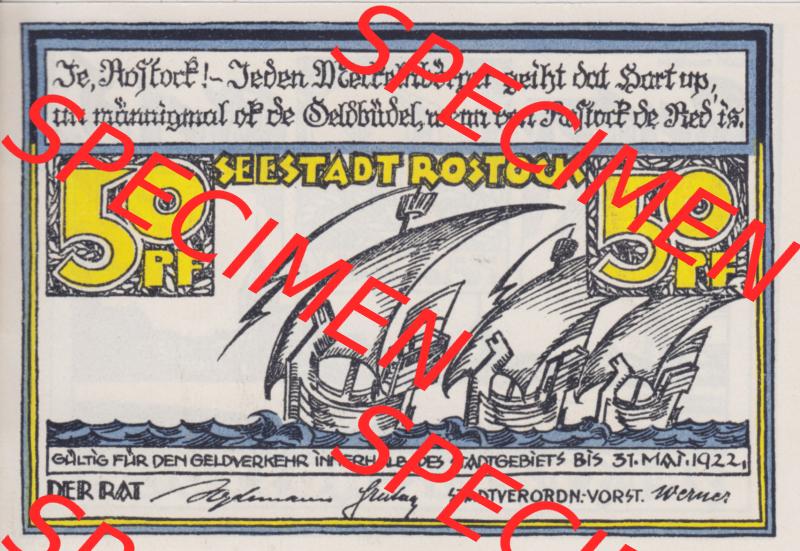 Je, Rostock! – Jeden Meckelnbörger geiht dat Hart up,
un männigmal ok de Geldbüdel, wenn von Rostock de Red is.
SEESTADT ROSTOCK
50 PF
50 PF
GÜLTIG FÜR DEN GELDVERKEHR INNERHALB DES STADTGEBIETS BIS 31. MAI. 1922,
DER RAT
STADTVERORDN:-VORST. Werner
SPECIMEN
SPECIMEN
SPECIMEN
SPECIMEN